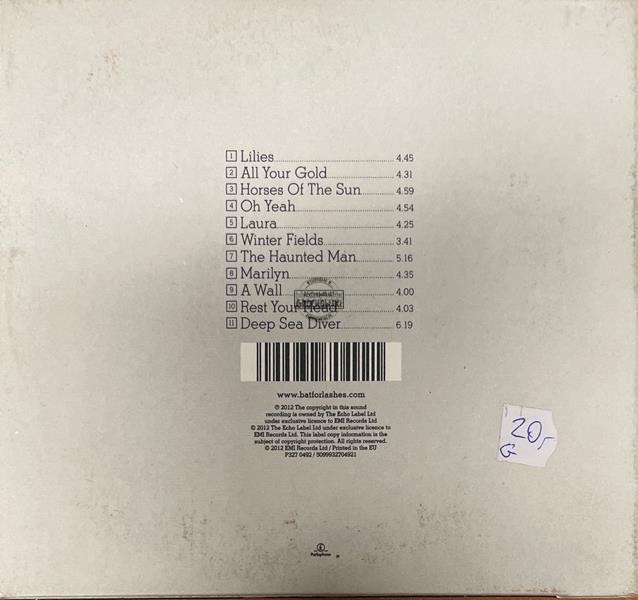 1 Lilies 4.45
2 All Your Gold 4.31
3 Horses Of The Sun 4.59
4 Oh Yeah 4.54
5 Laura 4.25
6 Winter Fields 3.41
7 The Haunted Man 5.16
8 Marilyn 4.35
9 A Wall 4.00
10 Rest Your Head 4.03
11 Deep Sea Diver 6.19
www.batforlashes.com
℗ 2012 The copyright in this sound
recording is owned by The Echo Label Ltd
under exclusive licence to EMI Records Ltd
© 2012 The Echo Label Ltd under exclusive licence to
EMI Records Ltd. This label copy information is the
subject of copyright protection. All rights reserved.
© 2012 EMI Records Ltd / Printed in the EU
P327 0492 / 5099932704921
20,-
G
Parlophone